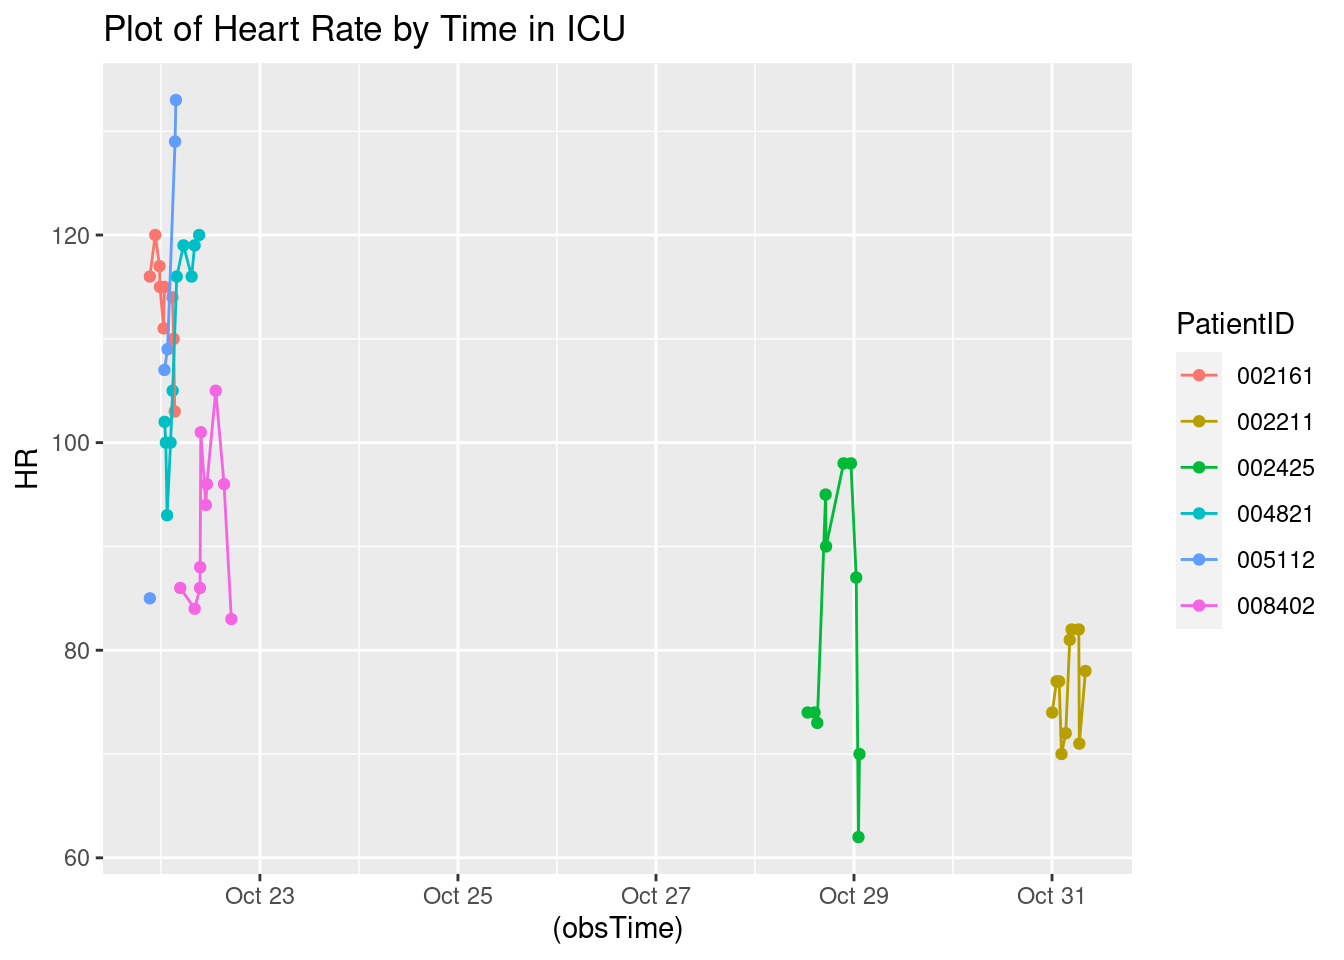 Plot of Heart Rate by Time in ICU
HR
120
100
80
60
Oct 23
Oct 25
Oct 27
Oct 29
Oct 31
(obsTime)
PatientID
002161
002211
002425
004821
005112
008402